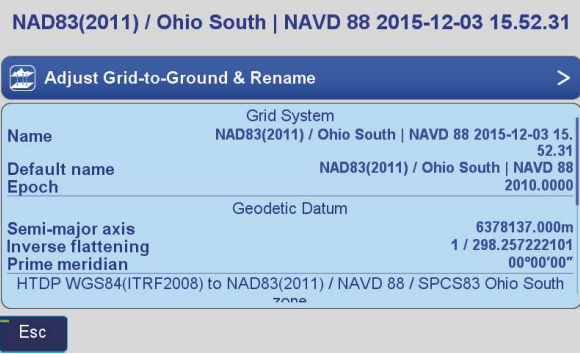 NAD83(2011) / Ohio South | NAVD 88 2015-12-03 15.52.31
Adjust Grid-to-Ground & Rename >
Grid System
Name NAD83(2011) / Ohio South | NAVD 88 2015-12-03 15.
52.31
Default name NAD83(2011) / Ohio South | NAVD 88
Epoch 2010.0000
Geodetic Datum
Semi-major axis 6378137.000m
Inverse flattening 1 / 298.257222101
Prime meridian 00°00'00"
HTDP WGS84(ITRF2008) to NAD83(2011) / NAVD 88 / SPCS83 Ohio South
zone
Esc